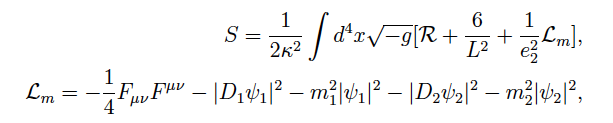 S = \frac{1}{2\kappa^2} \int d^4x \sqrt{-g} [\mathcal{R} + \frac{6}{L^2} + \frac{1}{e_2^2} \mathcal{L}_m],
\mathcal{L}_m = -\frac{1}{4} F_{\mu\nu} F^{\mu\nu} - |D_1\psi_1|^2 - m_1^2|\psi_1|^2 - |D_2\psi_2|^2 - m_2^2|\psi_2|^2,